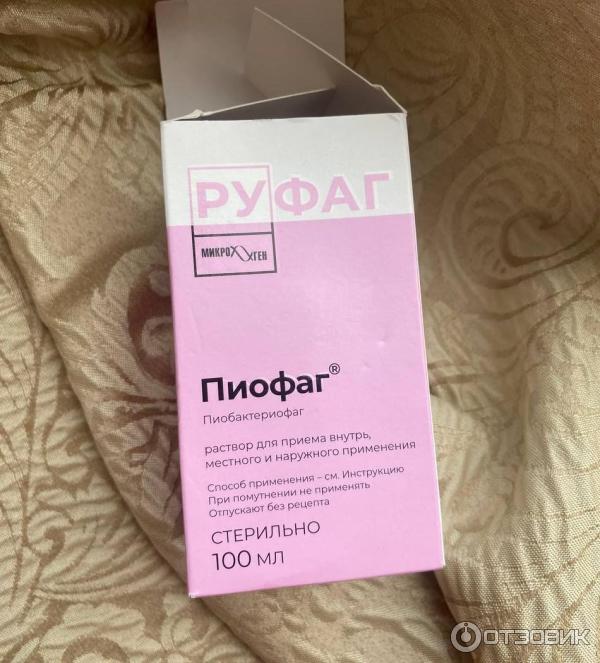 РУФАГ
МИКРОГЕН
Пиофаг®
Пиобактериофаг
раствор для приема внутрь,
местного и наружного применения
Способ применения – см. Инструкцию
При помутнении не применять
Отпускают без рецепта
СТЕРИЛЬНО
100 МЛ
ОТЗОВИК